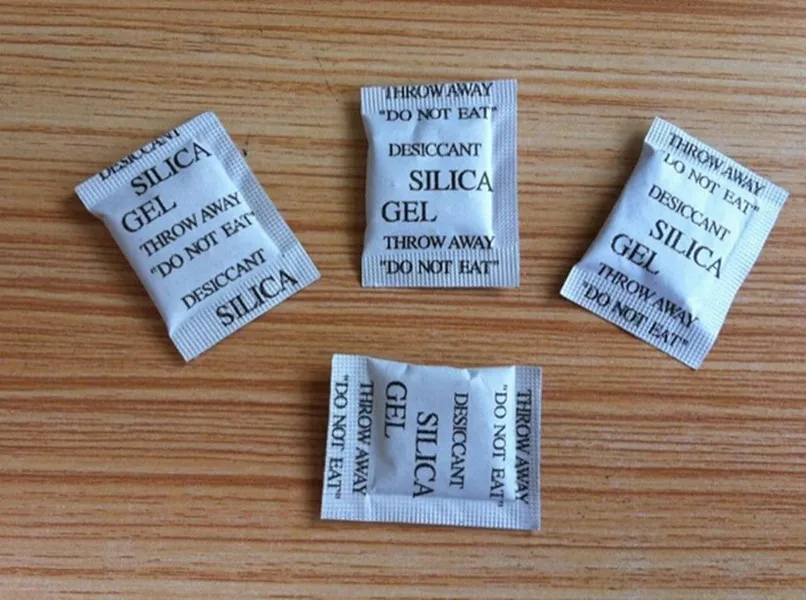 DESICCANT
SILICA
GEL
THROW AWAY
"DO NOT EAT"
DESICCANT
SILICA
THROW AWAY
"DO NOT EAT"
DESICCANT
SILICA
GEL
THROW AWAY
"DO NOT EAT"
THROW AWAY
"DO NOT EAT"
DESICCANT
SILICA
GEL
THROW AWAY
"DO NOT EAT"
THROW AWAY
"DO NOT EAT"
DESICCANT
SILICA
GEL
THROW AWAY
"DO NOT EAT"